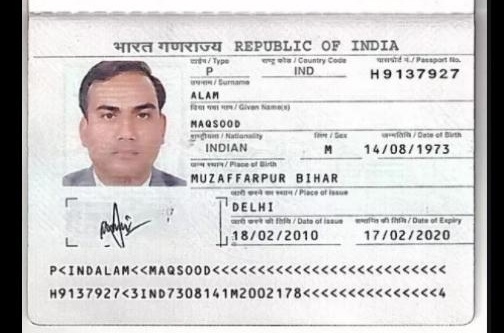 भारत गणराज्य REPUBLIC OF INDIA
टाईप / Type राष्ट्र कोड / Country Code पासपोर्ट नं. / Passport No.
P IND H9137927
उपनाम / Surname
ALAM
दिया गया नाम / Given Name(s)
MAQSOOD
राष्ट्रीयता / Nationality लिंग / Sex जन्मतिथि / Date of Birth
INDIAN M 14/08/1973
जन्म स्थान / Place of Birth
MUZAFFARPUR BIHAR
जारी करने का स्थान / Place of Issue
DELHI
जारी करने की तिथि / Date of Issue समाप्ति की तिथि / Date of Expiry
18/02/2010 17/02/2020
P<INDALAM<<MAQSOOD<<<<<<<<<<<<<<<<<<<<<<<<<<
H9137927<3IND7308141M2002178<<<<<<<<<<<<<<<4